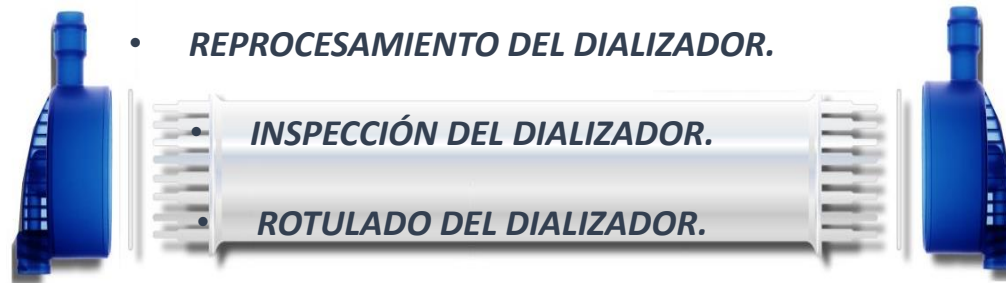 • REPROCESAMIENTO DEL DIALIZADOR.
• INSPECCIÓN DEL DIALIZADOR.
• ROTULADO DEL DIALIZADOR.